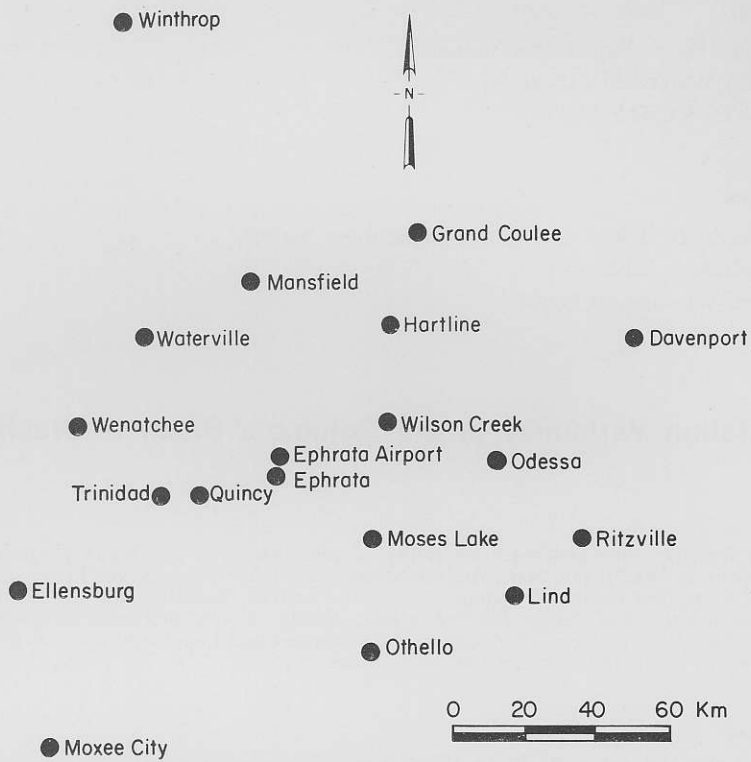 Winthrop
N
Grand Coulee
Mansfield
Hartline
Waterville
Davenport
Wenatchee
Wilson Creek
Ephrata Airport
Odessa
Ephrata
Trinidad
Quincy
Moses Lake
Ritzville
Ellensburg
Lind
Othello
0 20 40 60 Km
Moxee City